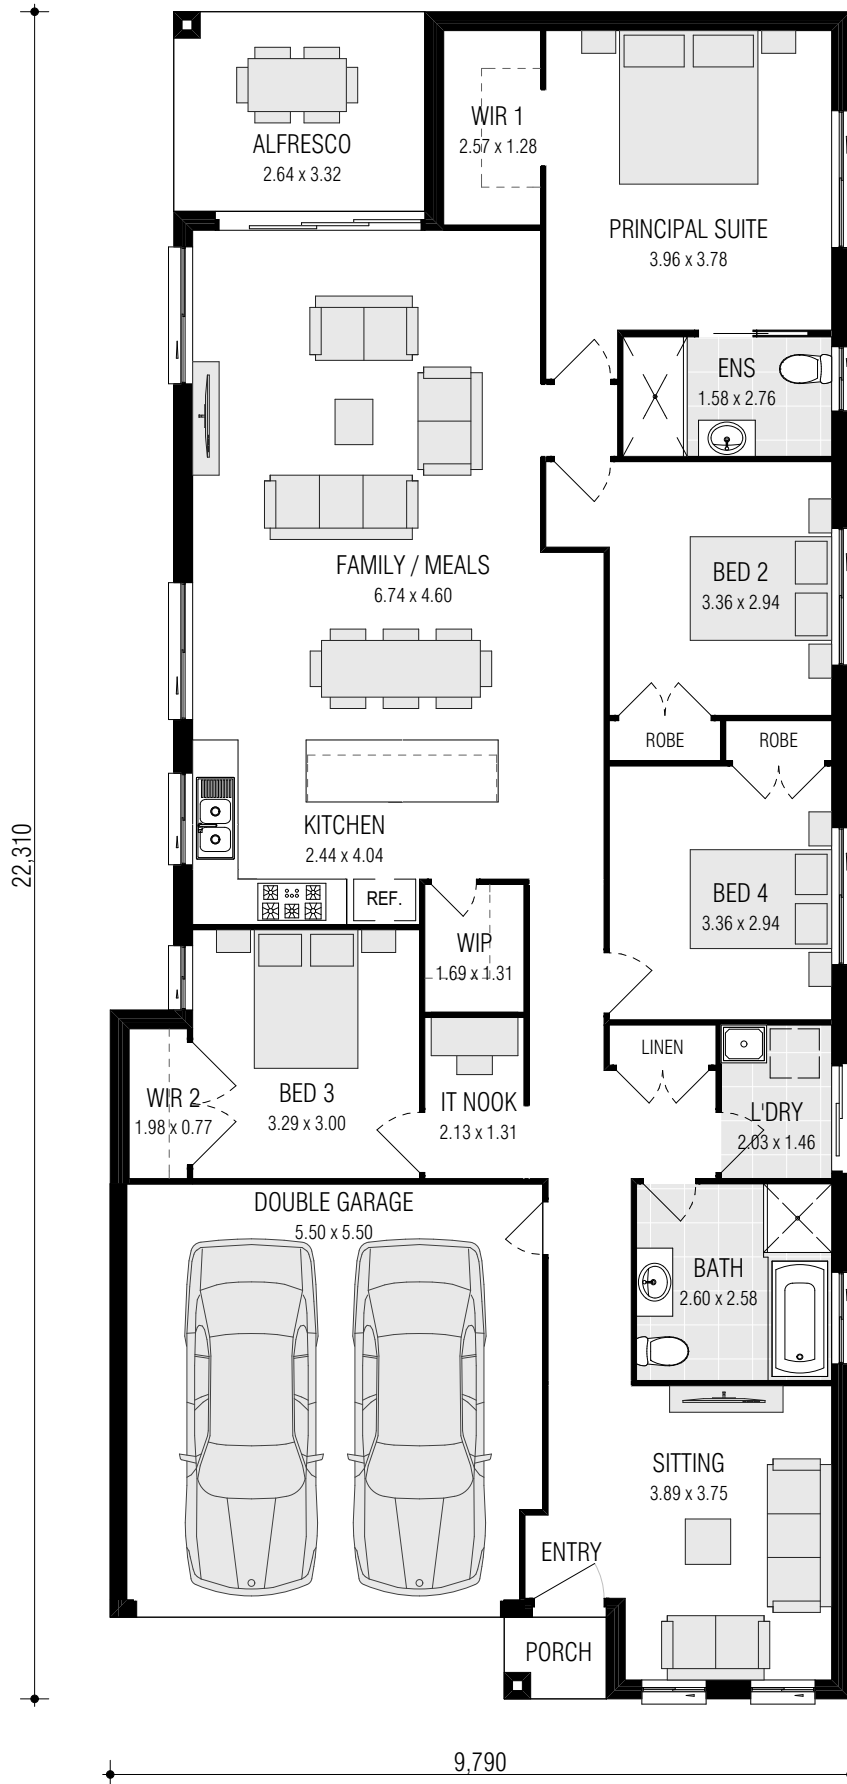 ALFRESCO
2.64 x 3.32
WIR 1
2.57 x 1.28
PRINCIPAL SUITE
3.96 x 3.78
ENS
1.58 x 2.76
FAMILY / MEALS
6.74 x 4.60
BED 2
3.36 x 2.94
ROBE
ROBE
KITCHEN
2.44 x 4.04
REF.
22,310
BED 4
3.36 x 2.94
WIP
1.69 x 1.31
LINEN
WIR 2
1.98 x 0.77
BED 3
3.29 x 3.00
IT NOOK
2.13 x 1.31
L'DRY
2.03 x 1.46
DOUBLE GARAGE
5.50 x 5.50
BATH
2.60 x 2.58
SITTING
3.89 x 3.75
ENTRY
PORCH
9,790